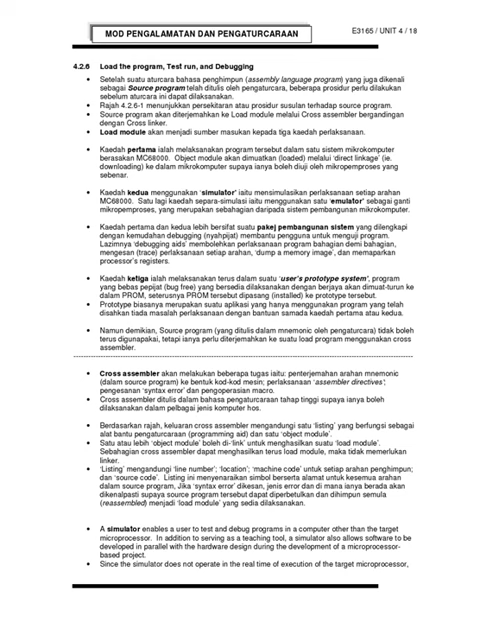 MOD PENGALAMATAN DAN PENGATURCARAAN
E3165 / UNIT 4 / 18
4.2.6 Load the program, Test run, and Debugging
• Setelah suatu aturcara bahasa penghimpun (assembly language program) yang juga dikenali
sebagai Source program telah ditulis oleh pengaturcara, beberapa prosidur perlu dilakukan
sebelum aturcara ini dapat dilaksanakan.
• Rajah 4.2.6-1 menunjukkan persekitaran atau prosidur susulan terhadap source program.
• Source program akan diterjemahkan ke Load module melalui Cross assembler bergandingan
dengan Cross linker.
• Load module akan menjadi sumber masukan kepada tiga kaedah perlaksanaan.
• Kaedah pertama ialah melaksanakan program tersebut dalam satu sistem mikrokomputer
berasakan MC68000. Object module akan dimuatkan (loaded) melalui 'direct linkage' (ie.
downloading) ke dalam mikrokomputer supaya ianya boleh diuji oleh mikropemproses yang
sebenar.
• Kaedah kedua menggunakan 'simulator' iaitu mensimulasikan perlaksanaan setiap arahan
MC68000. Satu lagi kaedah separa-simulasi iaitu menggunakan satu 'emulator' sebagai ganti
mikropemproses, yang merupakan sebahagian daripada sistem pembangunan mikrokomputer.
• Kaedah pertama dan kedua lebih bersifat suatu pakej pembangunan sistem yang dilengkapi
dengan kemudahan debugging (nyahpijat) membantu pengguna untuk menguji program.
Lazimnya 'debugging aids' membolehkan perlaksanaan program bahagian demi bahagian,
mengesan (trace) perlaksanaan setiap arahan, 'dump a memory image', dan memaparkan
processor's registers.
• Kaedah ketiga ialah melaksanakan terus dalam suatu 'user's prototype system', program
yang bebas pepijat (bug free) yang bersedia dilaksanakan dengan berjaya akan dimuat-turun ke
dalam PROM, seterusnya PROM tersebut dipasang (installed) ke prototype tersebut.
• Prototype biasanya merupakan suatu aplikasi yang hanya menggunakan program yang telah
disahkan tiada masalah perlaksanaan dengan bantuan samada kaedah pertama atau kedua.
• Namun demikian, Source program (yang ditulis dalam mnemonic oleh pengaturcara) tidak boleh
terus digunapakai, tetapi ianya perlu diterjemahkan ke suatu load program menggunakan cross
assembler.
• Cross assembler akan melakukan beberapa tugas iaitu: penterjemahan arahan mnemonic
(dalam source program) ke bentuk kod-kod mesin; perlaksanaan 'assembler directives';
pengesanan 'syntax error' dan pengoperasian macro.
• Cross assembler ditulis dalam bahasa pengaturcaraan tahap tinggi supaya ianya boleh
dilaksanakan dalam pelbagai jenis komputer hos.
• Berdasarkan rajah, keluaran cross assembler mengandungi satu 'listing' yang berfungsi sebagai
alat bantu pengaturcaraan (programming aid) dan satu 'object module'.
• Satu atau lebih 'object module' boleh di-'link' untuk menghasilkan suatu 'load module'.
Sebahagian cross assembler dapat menghasilkan terus load module, maka tidak memerlukan
linker.
• 'Listing' mengandungi 'line number'; 'location'; 'machine code' untuk setiap arahan penghimpun;
dan 'source code'. Listing ini menyenaraikan simbol berserta alamat untuk kesemua arahan
dalam source program, Jika 'syntax error' dikesan, jenis error dan di mana ianya berada akan
dikenalpasti supaya source program tersebut dapat diperbetulkan dan dihimpun semula
(reassembled) menjadi 'load module' yang sedia dilaksanakan.
• A simulator enables a user to test and debug programs in a computer other than the target
microprocessor. In addition to serving as a teaching tool, a simulator also allows software to be
developed in parallel with the hardware design during the development of a microprocessor-
based project.
• Since the simulator does not operate in the real time of execution of the target microprocessor,